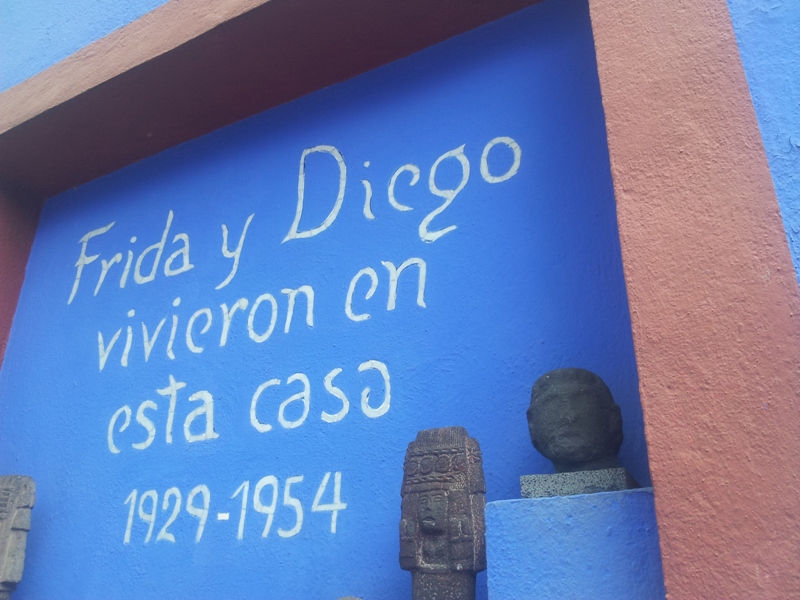 Frida y Diego
vivieron en
esta casa
1929-1954